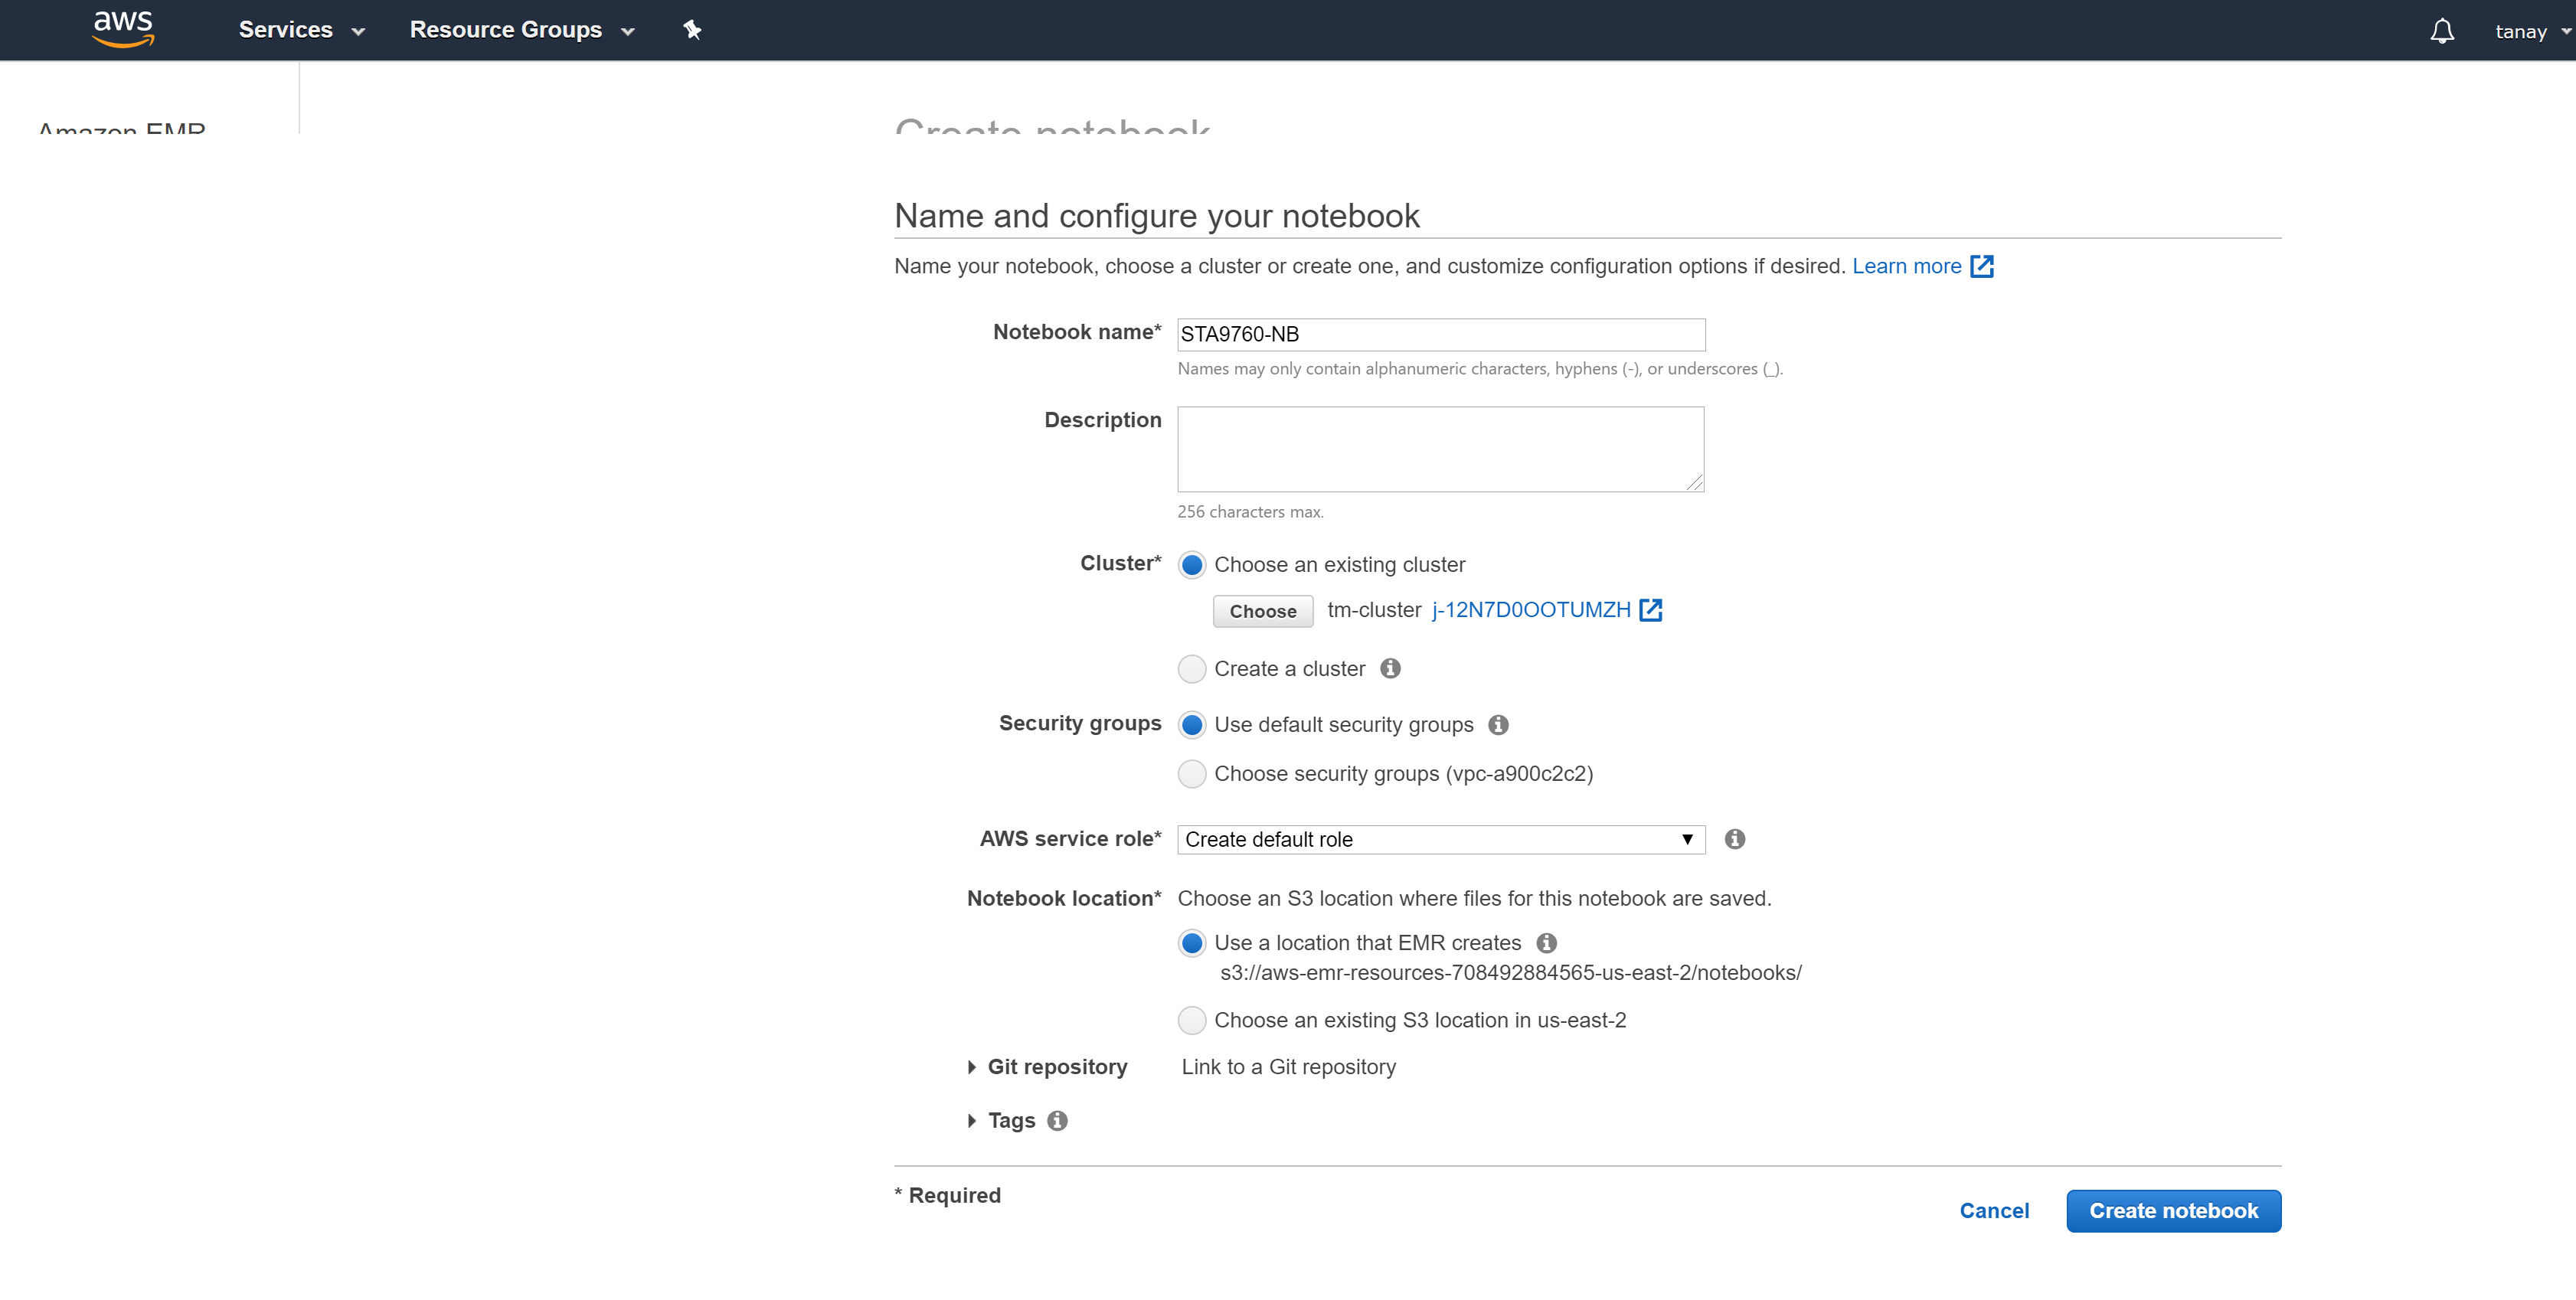 aws Services Resource Groups tanay
Amazon EMR
Create notebook
Name and configure your notebook
Name your notebook, choose a cluster or create one, and customize configuration options if desired. Learn more
Notebook name* STA9760-NB
Names may only contain alphanumeric characters, hyphens (-), or underscores (_).
Description
256 characters max.
Cluster* Choose an existing cluster
Choose tm-cluster j-12N7D0OOTUMZH
Create a cluster
Security groups Use default security groups
Choose security groups (vpc-a900c2c2)
AWS service role* Create default role
Notebook location* Choose an S3 location where files for this notebook are saved.
Use a location that EMR creates
s3://aws-emr-resources-708492884565-us-east-2/notebooks/
Choose an existing S3 location in us-east-2
Git repository Link to a Git repository
Tags
* Required
Cancel Create notebook